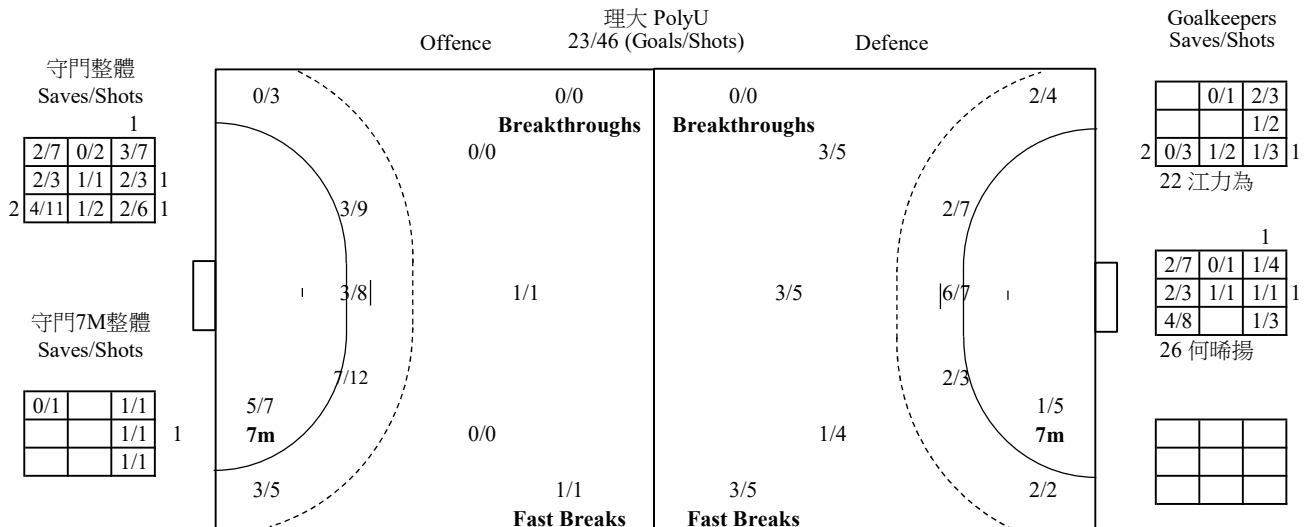 理大 PolyU
Offence 23/46 (Goals/Shots) Defence
守門整體
Saves/Shots
1
2/7 0/2 3/7
2/3 1/1 2/3 1
2 4/11 1/2 2/6 1
守門7M整體
Saves/Shots
0/1 1/1
1/1 1
1/1
0/3 0/0
Breakthroughs
0/0
3/9
3/8 1/1
7/12
5/7
7m
0/0
3/5 1/1
Fast Breaks
0/0 2/4
Breakthroughs
3/5
2/7
3/5 6/7
2/3
1/5
7m
1/4
3/5 2/2
Fast Breaks
Goalkeepers
Saves/Shots
0/1 2/3
1/2
2 0/3 1/2 1/3 1
22 江力為
1
2/7 0/1 1/4
2/3 1/1 1/1 1
4/8 1/3
26 何晞揚